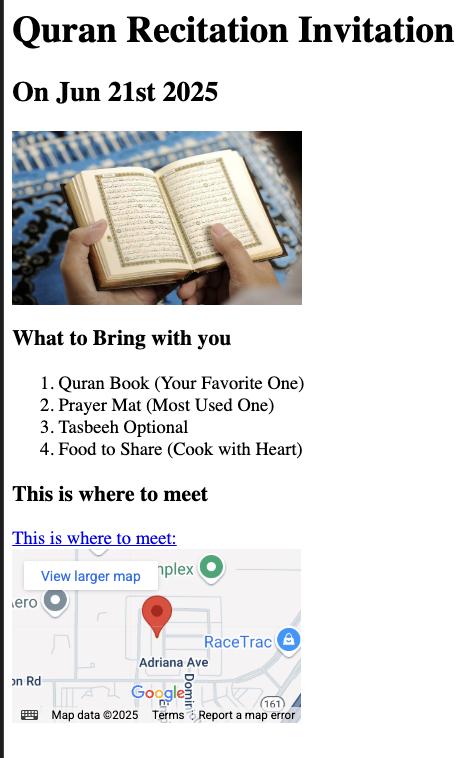 Quran Recitation Invitation
On Jun 21st 2025
What to Bring with you
1. Quran Book (Your Favorite One)
2. Prayer Mat (Most Used One)
3. Tasbeeh Optional
4. Food to Share (Cook with Heart)
This is where to meet
This is where to meet:
View larger map
RaceTrac
Adriana Ave
on Rd
Google
161
Map data ©2025 Terms Report a map error